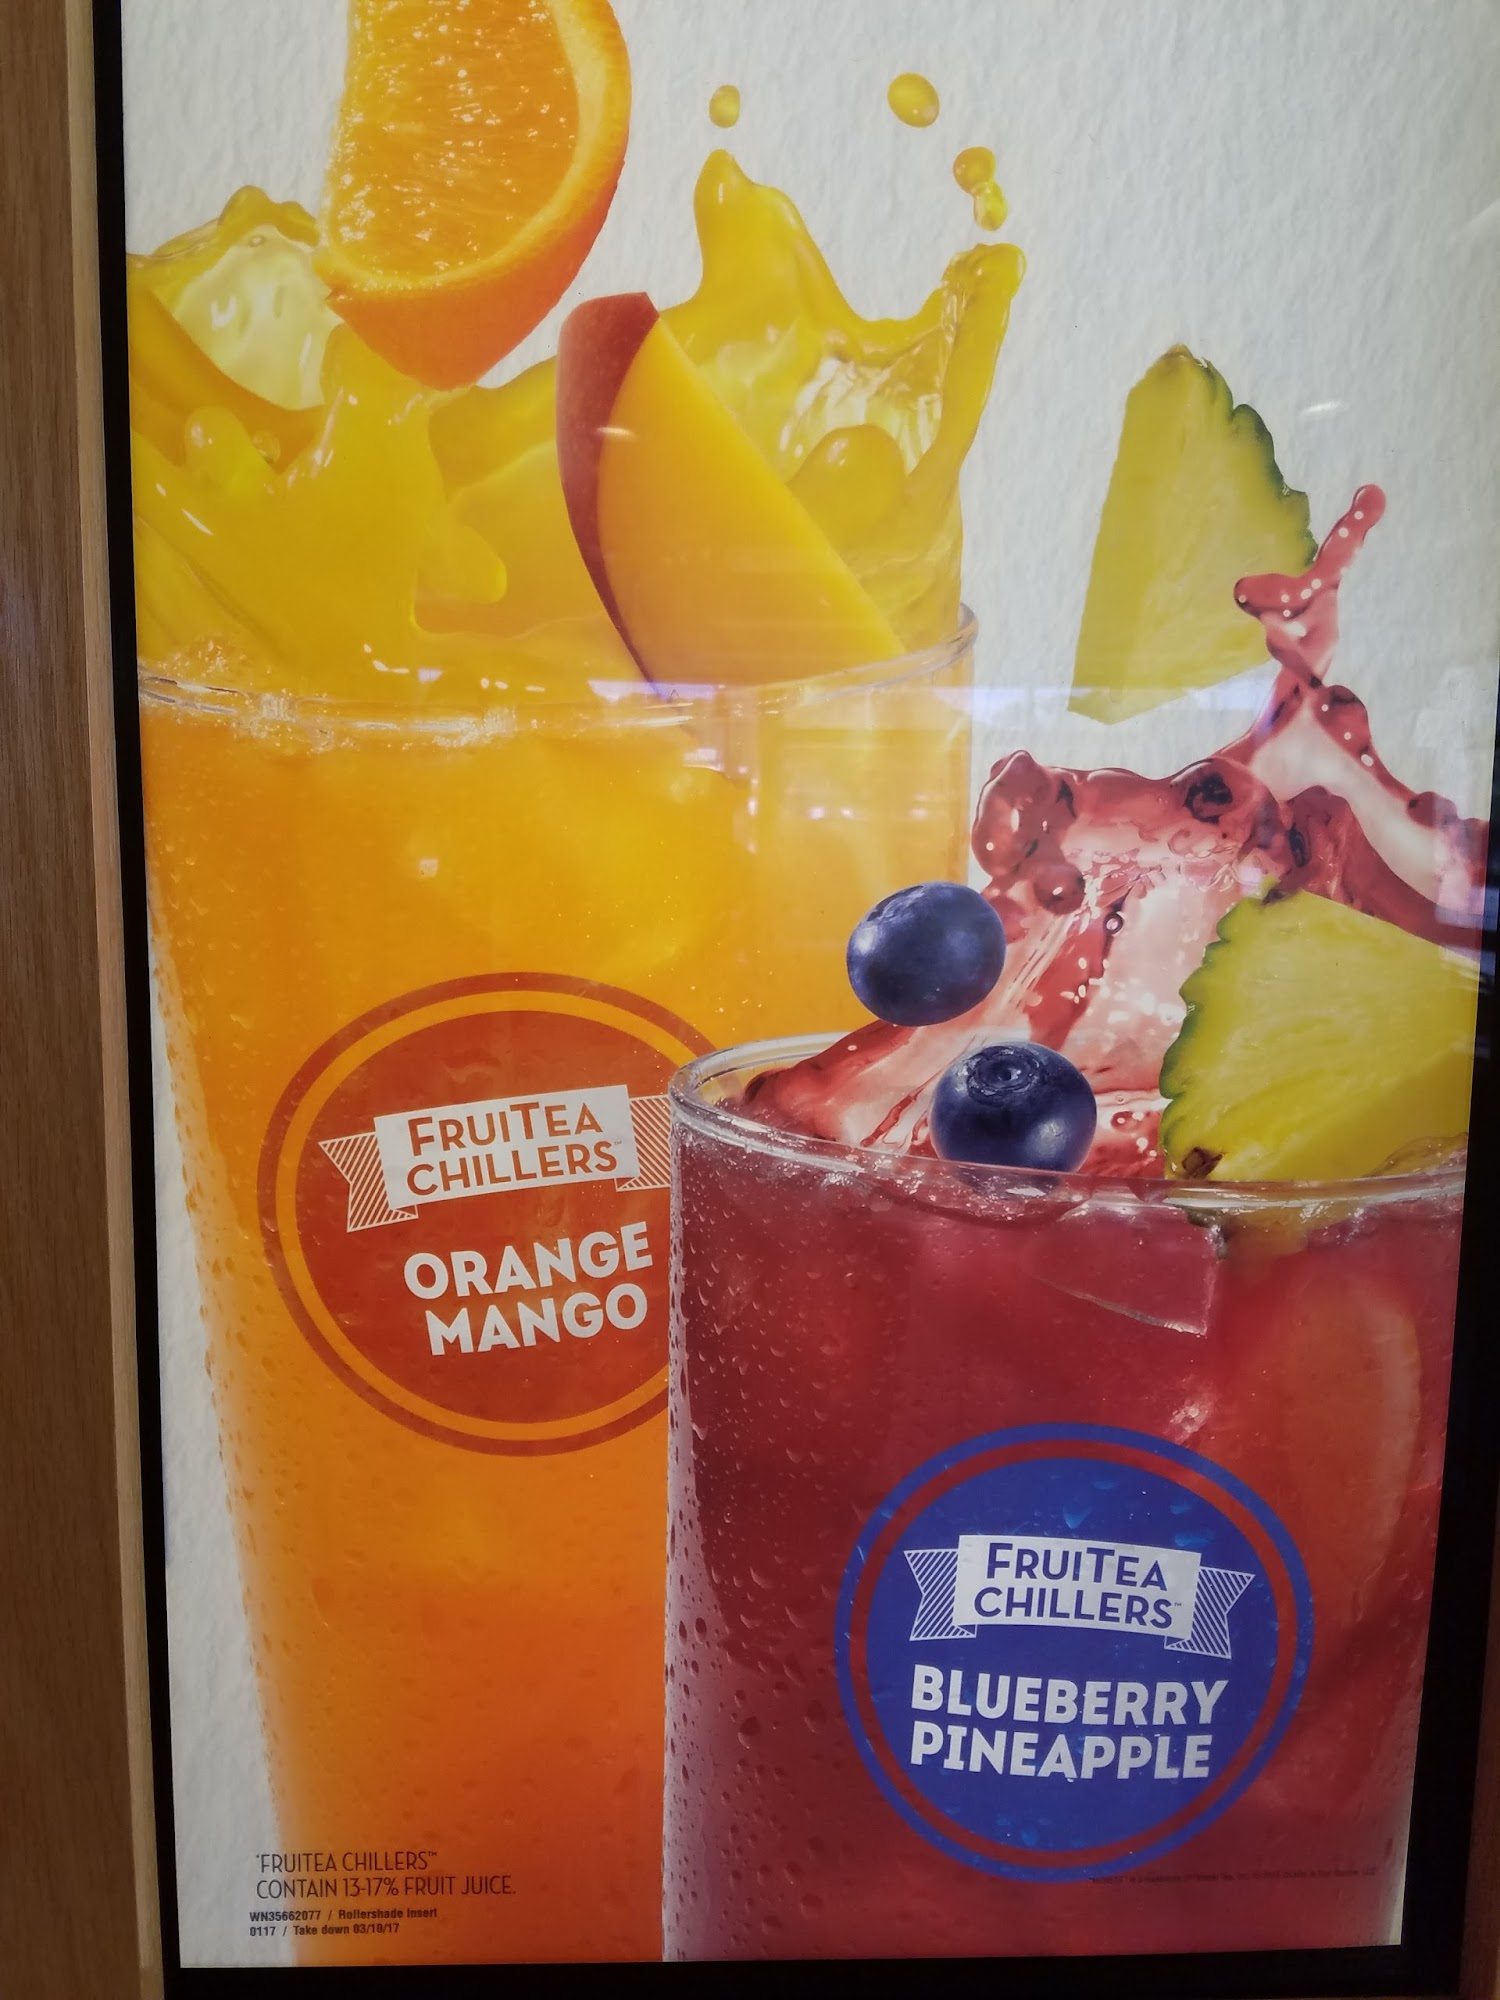 FRUITEA
CHILLERS™
ORANGE
MANGO
FRUITEA
CHILLERS™
BLUEBERRY
PINEAPPLE
*FRUITEA CHILLERS™
CONTAIN 13-17% FRUIT JUICE.
WN35662077 / Rollershade Insert
0117 / Take down 03/10/17